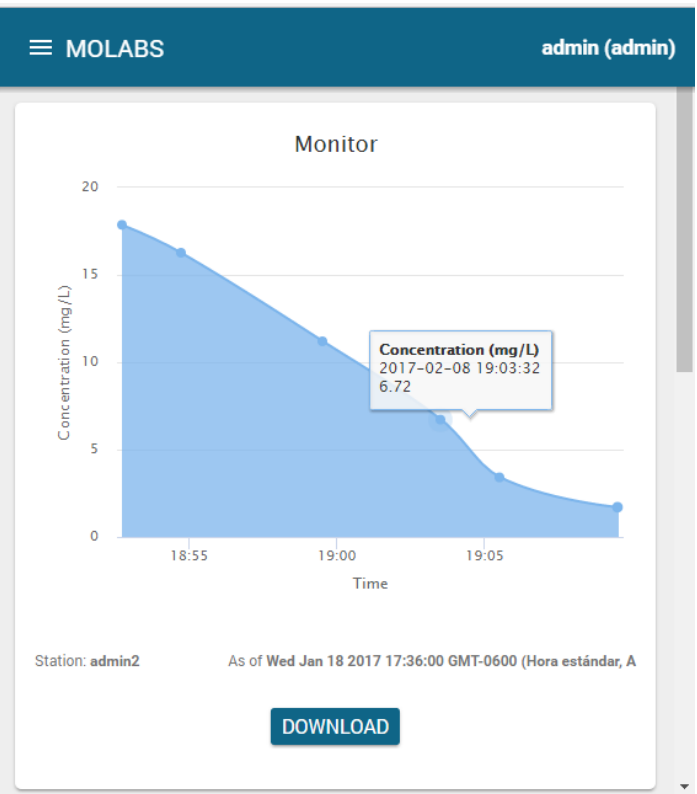 MOLABS
admin (admin)
Monitor
20
15
10
5
0
Concentration (mg/L)
Concentration (mg/L)
2017-02-08 19:03:32
6.72
18:55
19:00
19:05
Time
Station: admin2
As of Wed Jan 18 2017 17:36:00 GMT-0600 (Hora estándar, A
DOWNLOAD